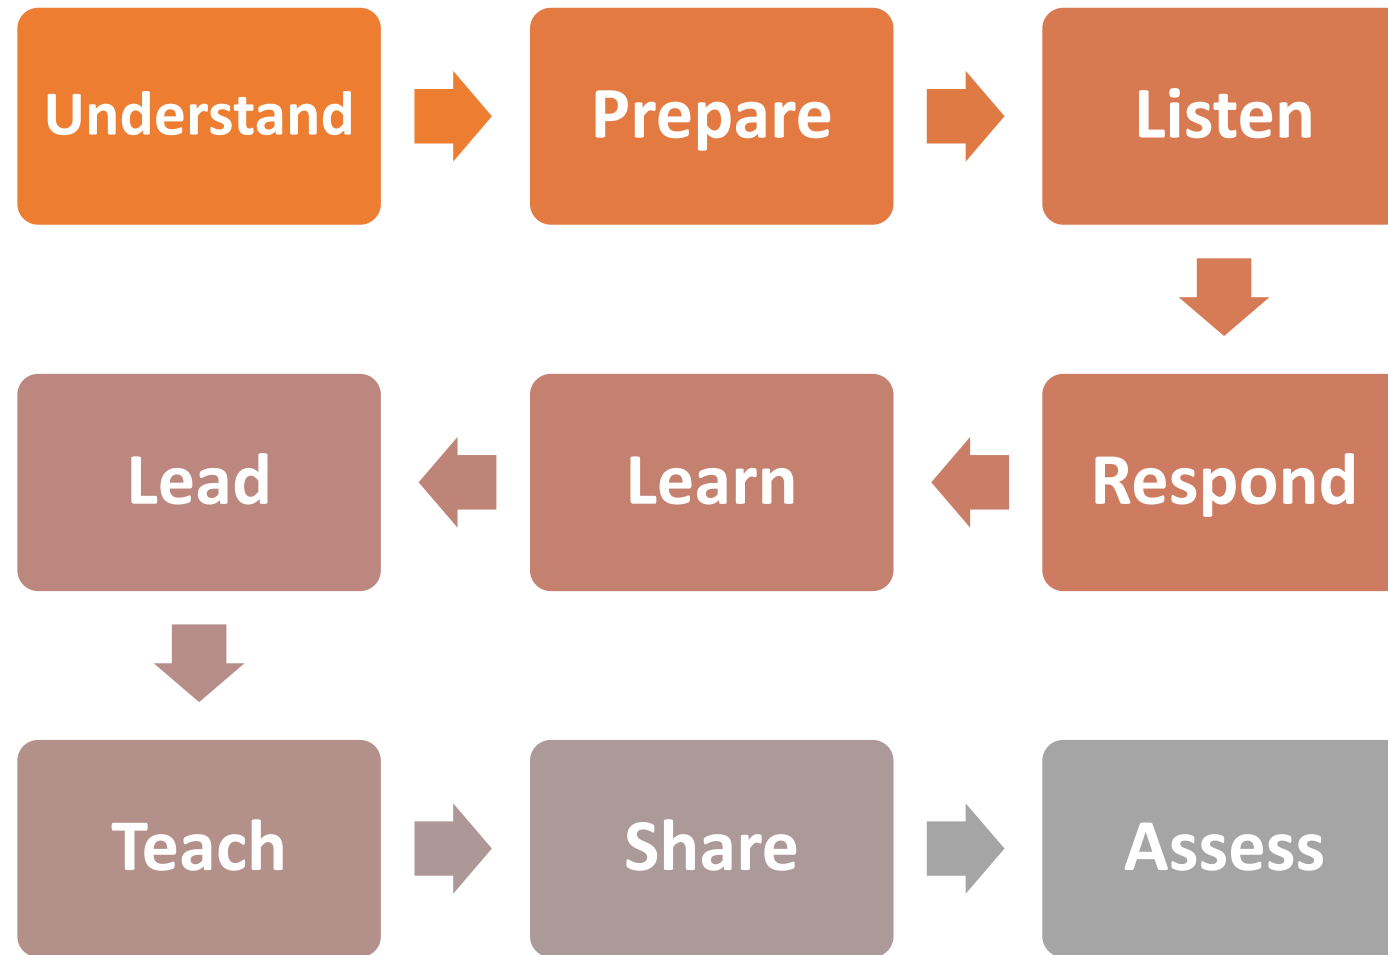 Understand
Prepare
Listen
Respond
Learn
Lead
Teach
Share
Assess